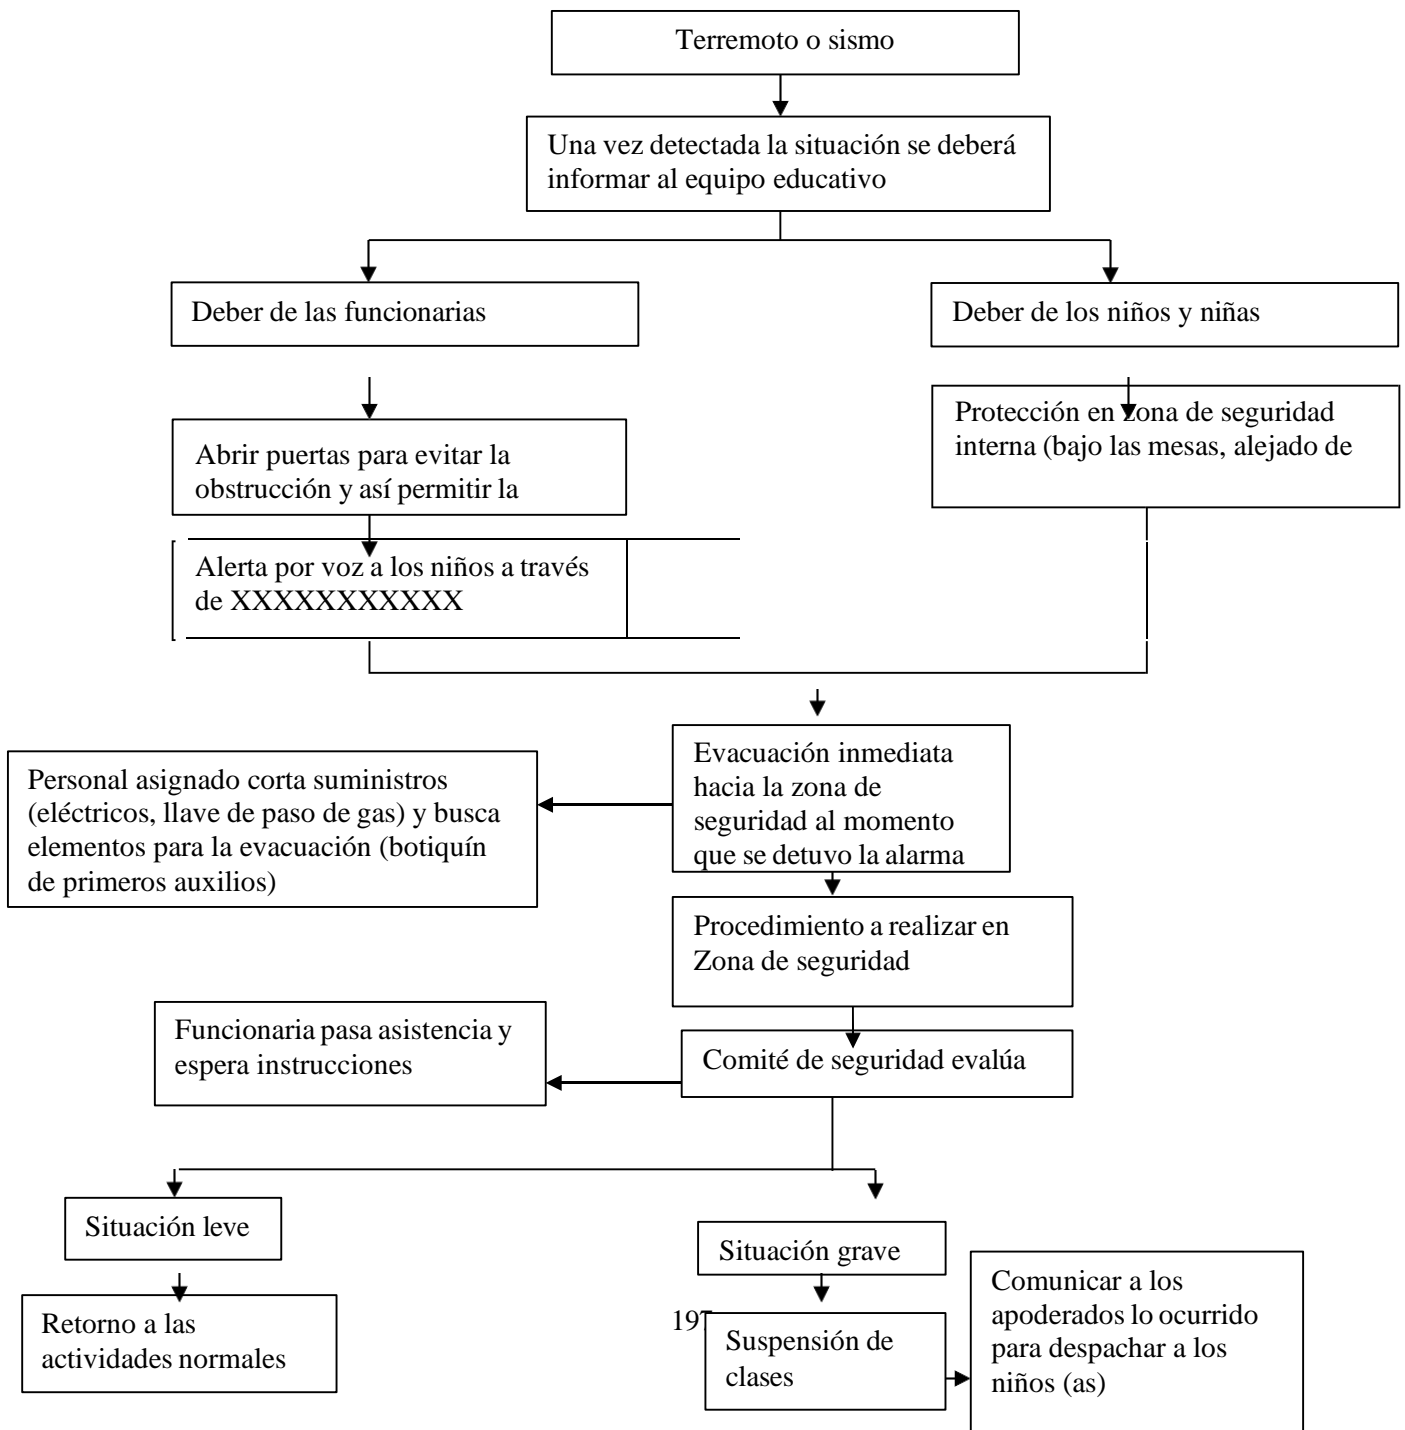 Terremoto o sismo
Una vez detectada la situación se deberá
informar al equipo educativo
Deber de las funcionarias
Deber de los niños y niñas
Abrir puertas para evitar la
obstrucción y así permitir la
Protección en zona de seguridad
interna (bajo las mesas, alejado de
Alerta por voz a los niños a través
de XXXXXXXXXXX
Evacuación inmediata
hacia la zona de
seguridad al momento
que se detuvo la alarma
Personal asignado corta suministros
(eléctricos, llave de paso de gas) y busca
elementos para la evacuación (botiquín
de primeros auxilios)
Procedimiento a realizar en
Zona de seguridad
Funcionaria pasa asistencia y
espera instrucciones
Comité de seguridad evalúa
Situación leve
Situación grave
Retorno a las
actividades normales
197
Suspensión de
clases
Comunicar a los
apoderados lo ocurrido
para despachar a los
niños (as)